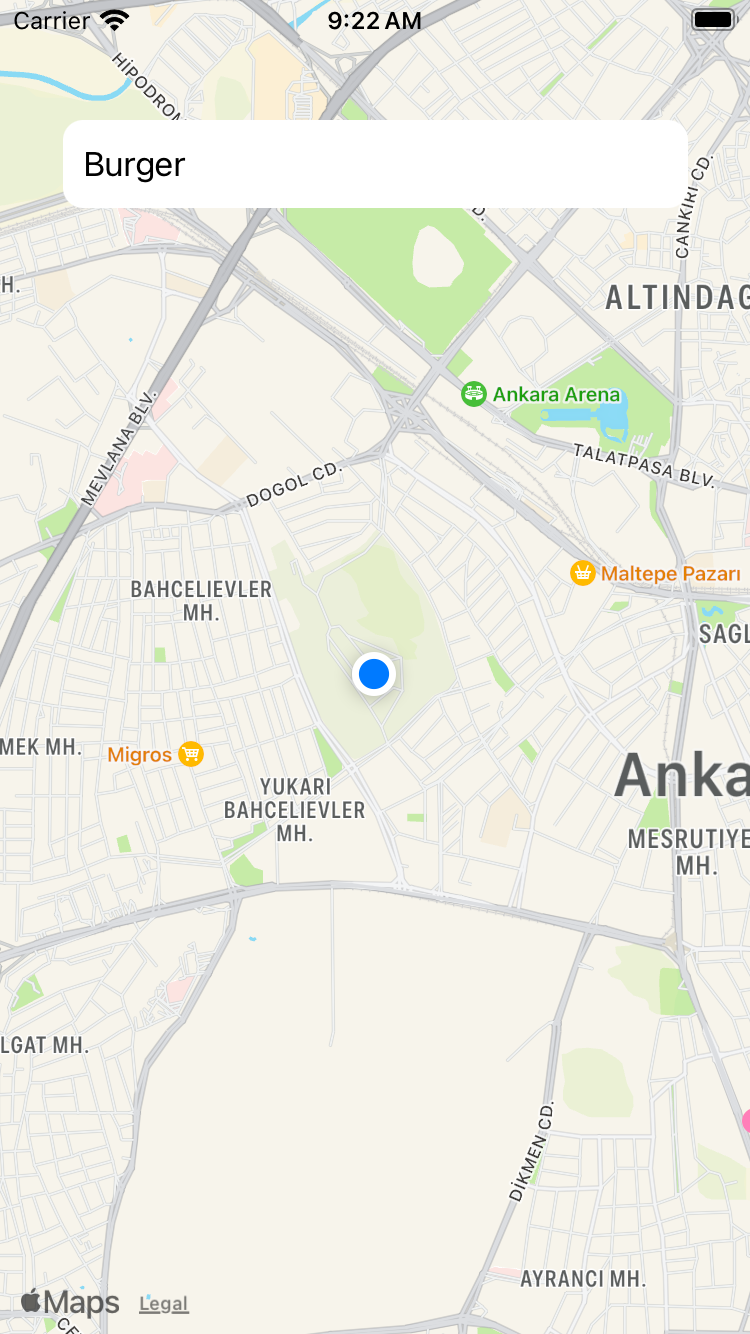 Carrier 9:22 AM
HİPODROM
Burger
D.
CANKIRI CD.
H.
ALTINDAG
Ankara Arena
MEVLANA BLV.
TALATPASA BLV.
DOGOL CD.
Maltepe Pazarı
BAHCELIEVLER
MH.
SAGL
MEK MH.
Migros
Anka
YUKARI
BAHCELIEVLER
MH.
MESRUTIYE
MH.
LGAT MH.
DİKMEN CD.
AYRANCI MH.
Maps Legal
CE